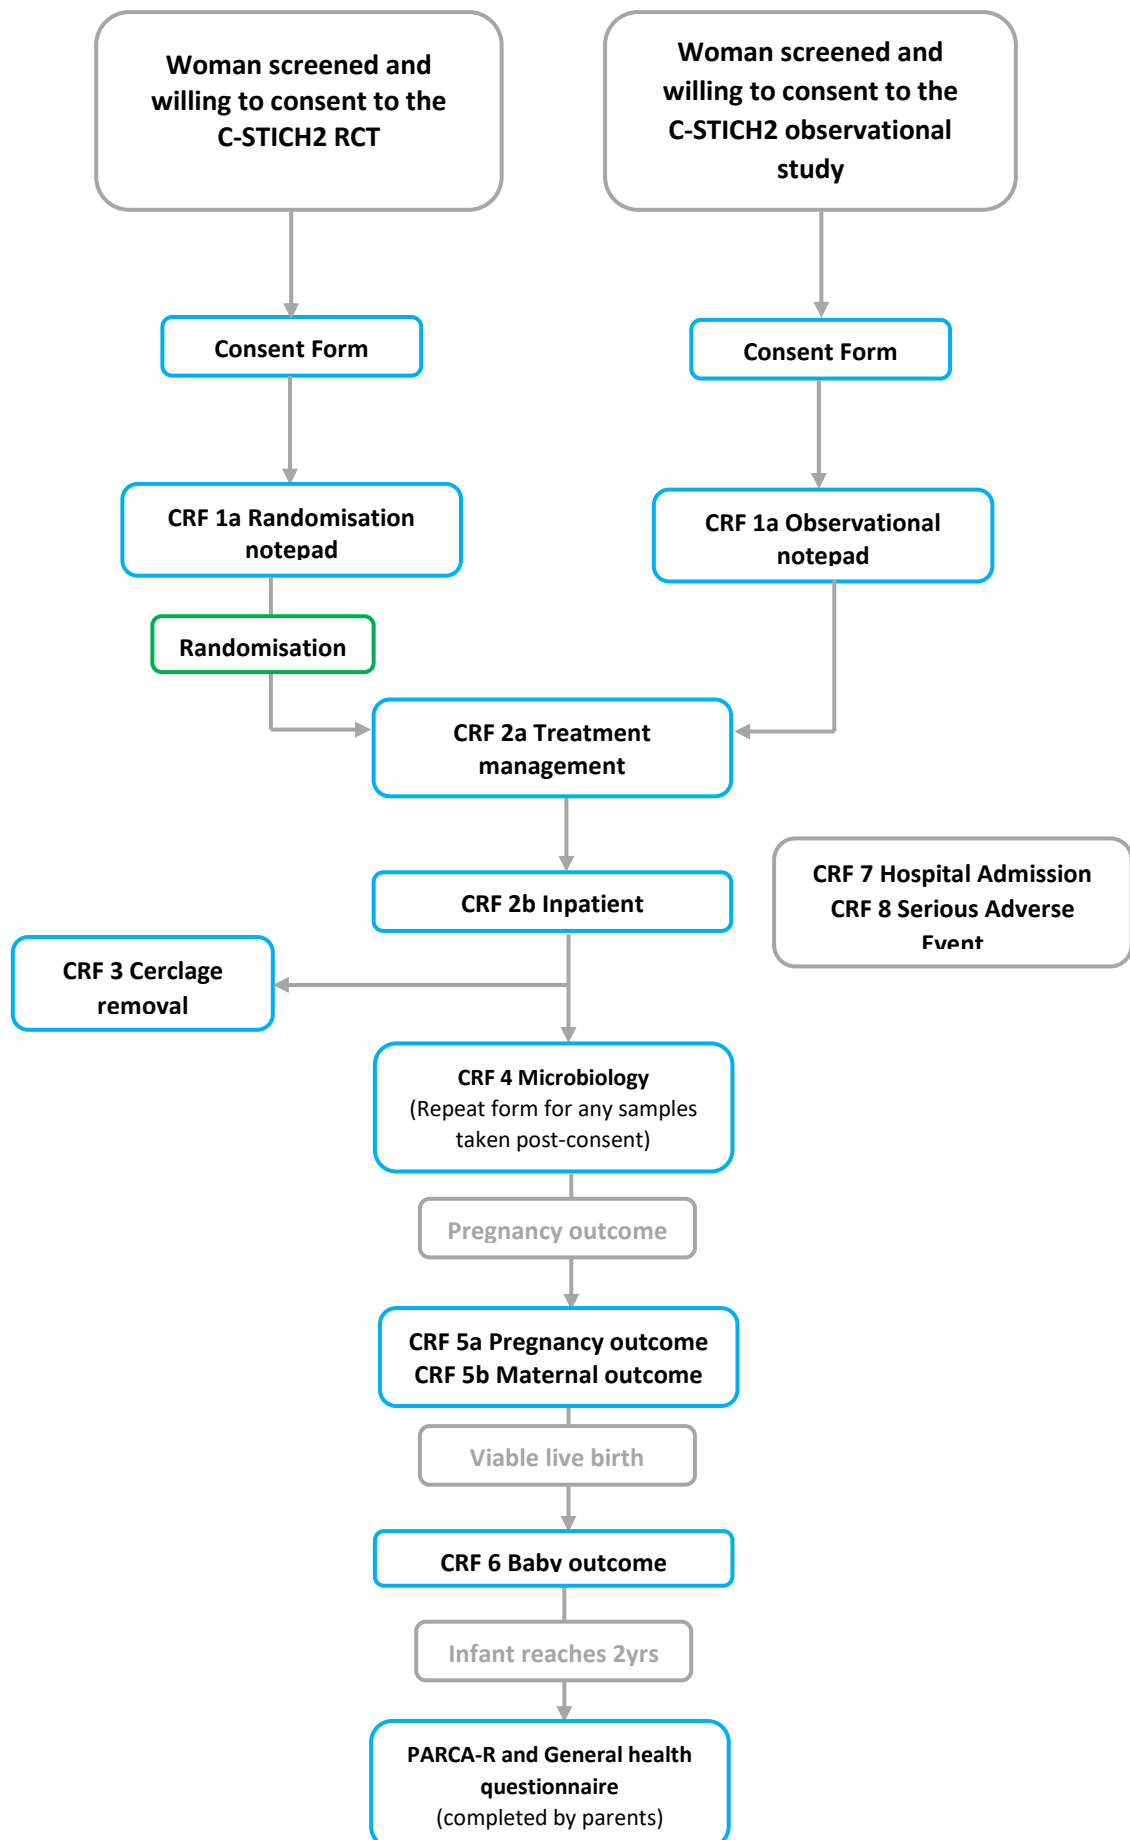 Woman screened and
willing to consent to the
C-STICH2 RCT
Woman screened and
willing to consent to the
C-STICH2 observational
study
Consent Form
Consent Form
CRF 1a Randomisation
notepad
CRF 1a Observational
notepad
Randomisation
CRF 2a Treatment
management
CRF 2b Inpatient
CRF 7 Hospital Admission
CRF 8 Serious Adverse
Event
CRF 3 Cerclage
removal
CRF 4 Microbiology
(Repeat form for any samples
taken post-consent)
Pregnancy outcome
CRF 5a Pregnancy outcome
CRF 5b Maternal outcome
Viable live birth
CRF 6 Baby outcome
Infant reaches 2yrs
PARCA-R and General health
questionnaire
(completed by parents)